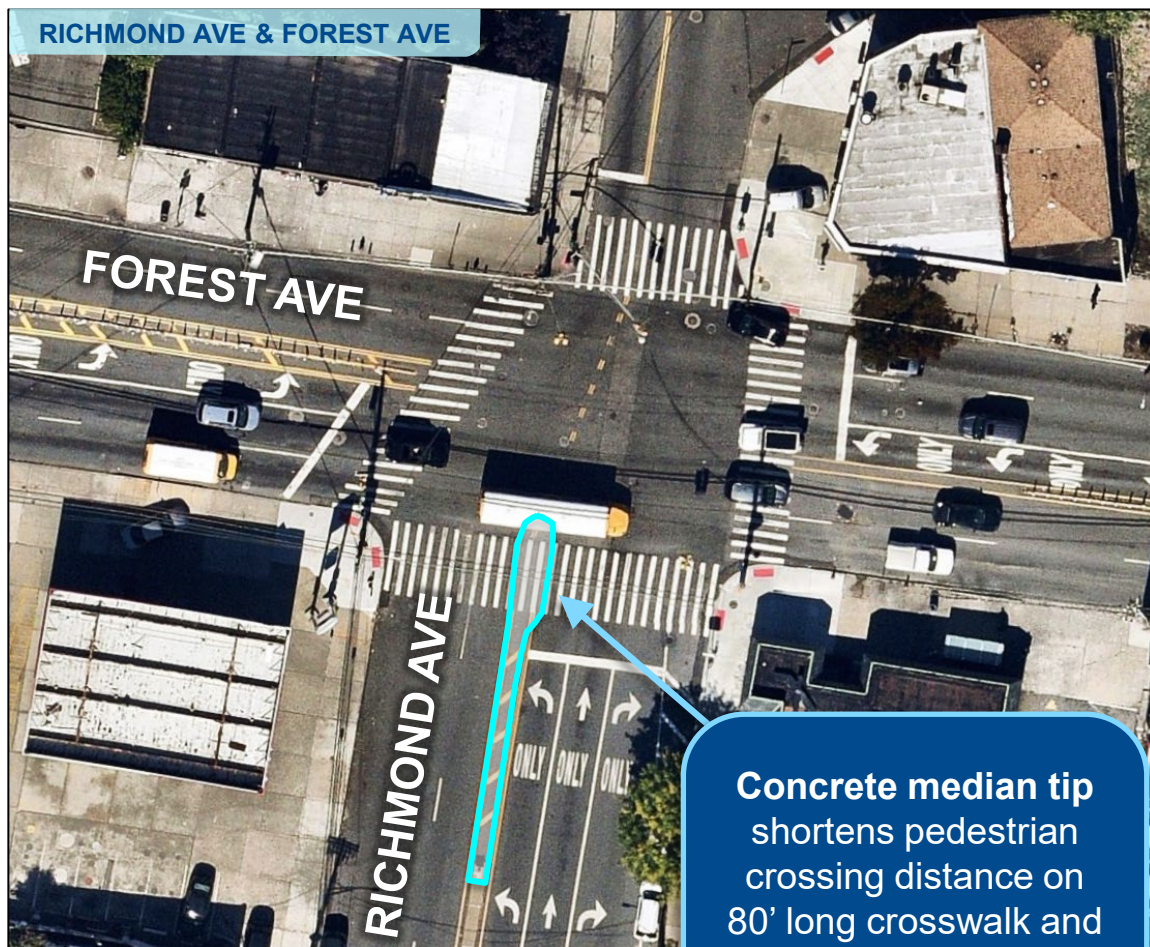 RICHMOND AVE & FOREST AVE
FOREST AVE
ONLY
RICHMOND AVE
ONLY
ONLY
ONLY ONLY
Concrete median tip
shortens pedestrian
crossing distance on
80’ long crosswalk and